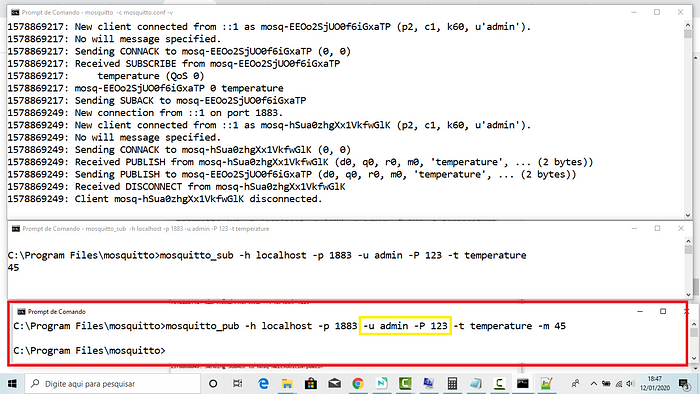 Prompt de Comando - mosquitto -c mosquitto.conf -v
1578869217: New client connected from ::1 as mosq-EEOo2SjUO0f6iGxaTP (p2, c1, k60, u'admin').
1578869217: No will message specified.
1578869217: Sending CONNACK to mosq-EEOo2SjUO0f6iGxaTP (0, 0)
1578869217: Received SUBSCRIBE from mosq-EEOo2SjUO0f6iGxaTP
1578869217:     temperature (QoS 0)
1578869217: mosq-EEOo2SjUO0f6iGxaTP 0 temperature
1578869217: Sending SUBACK to mosq-EEOo2SjUO0f6iGxaTP
1578869249: New connection from ::1 on port 1883.
1578869249: New client connected from ::1 as mosq-hSua0zhgXx1VkfwGlK (p2, c1, k60, u'admin').
1578869249: No will message specified.
1578869249: Sending CONNACK to mosq-hSua0zhgXx1VkfwGlK (0, 0)
1578869249: Received PUBLISH from mosq-hSua0zhgXx1VkfwGlK (d0, q0, r0, m0, 'temperature', ... (2 bytes))
1578869249: Sending PUBLISH to mosq-EEOo2SjUO0f6iGxaTP (d0, q0, r0, m0, 'temperature', ... (2 bytes))
1578869249: Received DISCONNECT from mosq-hSua0zhgXx1VkfwGlK
1578869249: Client mosq-hSua0zhgXx1VkfwGlK disconnected.
Prompt de Comando - mosquitto_sub -h localhost -p 1883 -u admin -P 123 -t temperature
C:\Program Files\mosquitto>mosquitto_sub -h localhost -p 1883 -u admin -P 123 -t temperature
45
Prompt de Comando
C:\Program Files\mosquitto>mosquitto_pub -h localhost -p 1883 -u admin -P 123 -t temperature -m 45
C:\Program Files\mosquitto>
Digite aqui para pesquisar
18:47
12/01/2020